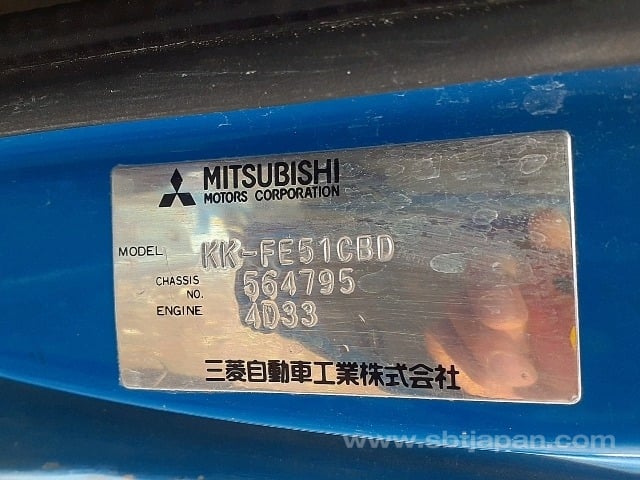 MITSUBISHI
MOTORS CORPORATION
MODEL KK-FE51CBD
CHASSIS NO. 564795
ENGINE 4D33
三菱自動車工業株式会社
www.sbtjapan.com